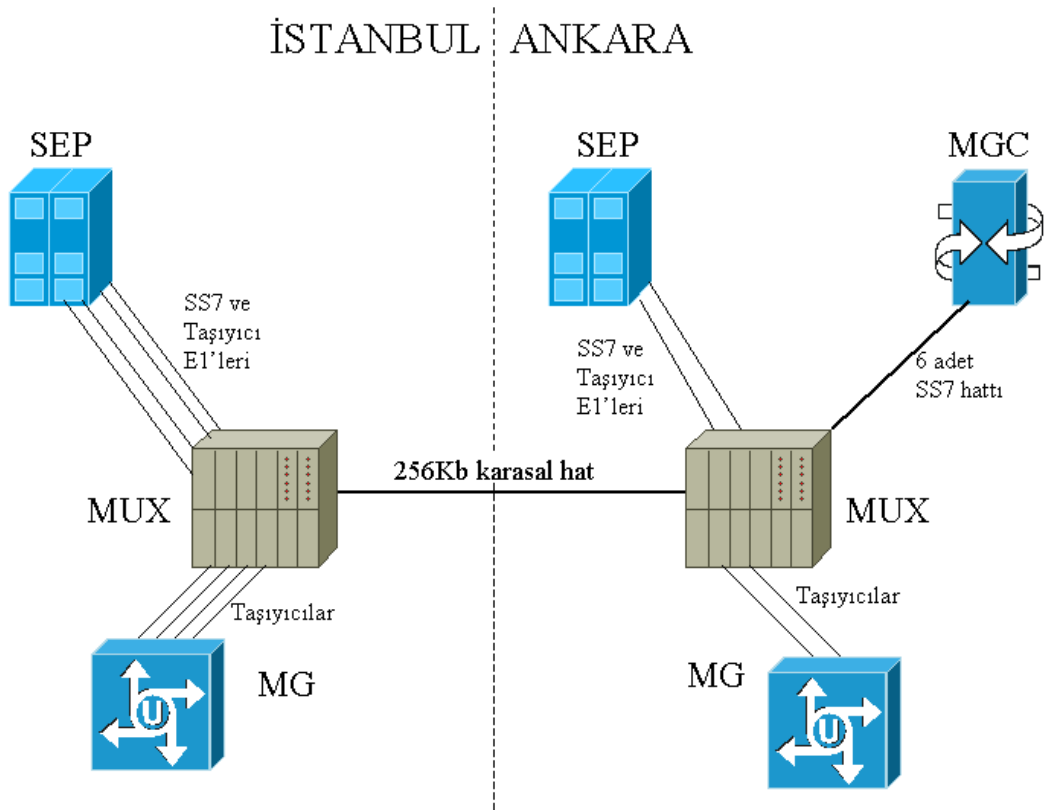 İSTANBUL
ANKARA
SEP
SEP
MGC
SS7 ve
Taşıyıcı
E1'leri
SS7 ve
Taşıyıcı
E1'leri
6 adet
SS7 hattı
256Kb karasal hat
MUX
MUX
Taşıyıcılar
Taşıyıcılar
MG
MG
U
U